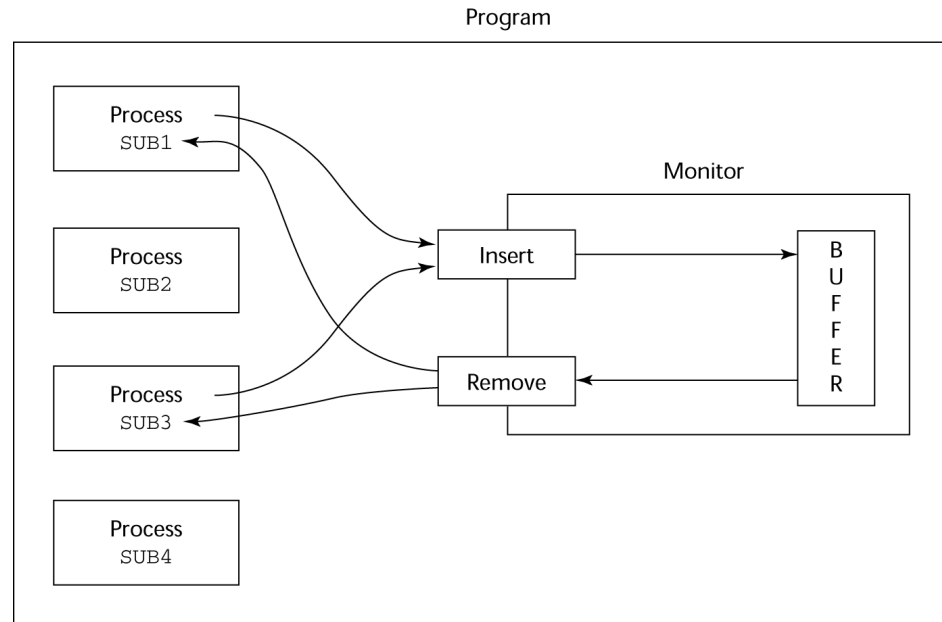 Program
Process
SUB1
Monitor
Process
SUB2
Insert
B
U
F
F
E
R
Process
SUB3
Remove
Process
SUB4